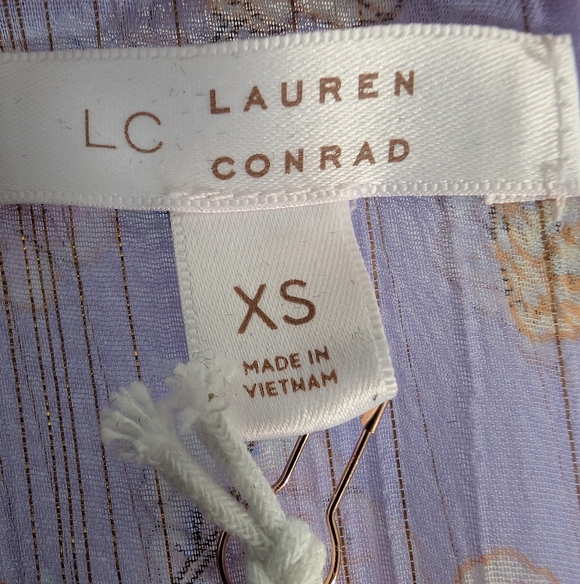 LC LAUREN
CONRAD
XS
MADE IN
VIETNAM